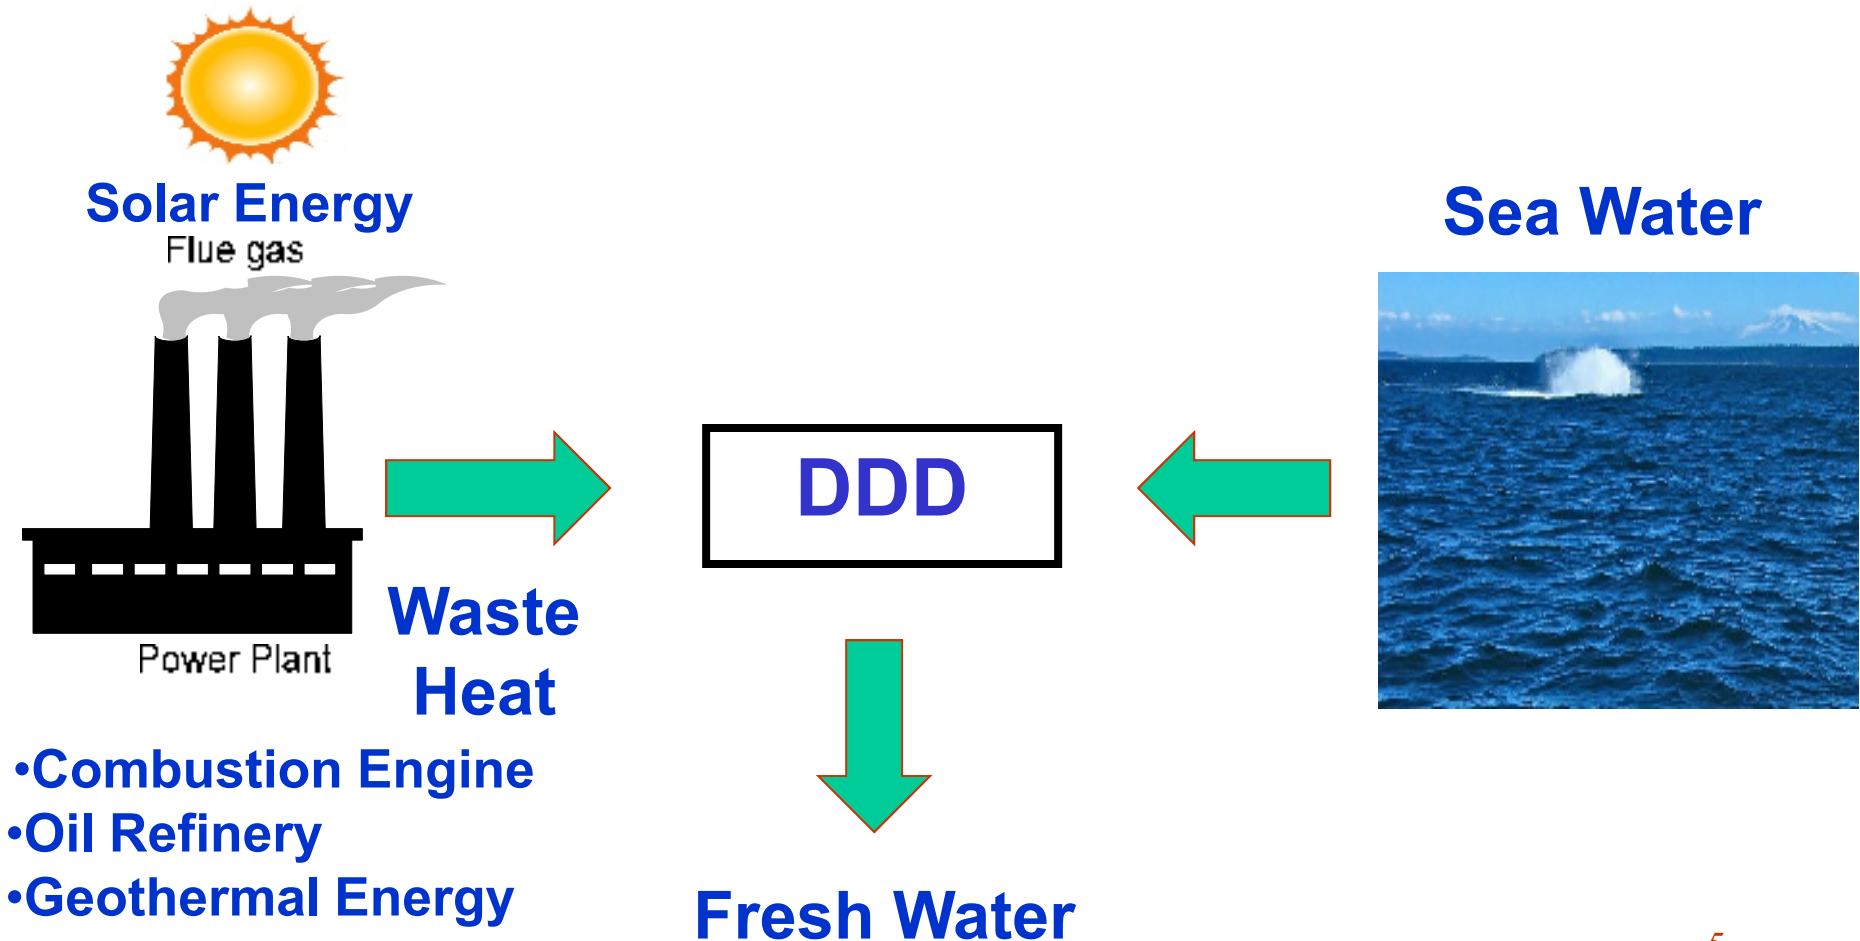 Solar Energy
Flue gas
Power Plant
Waste
Heat
•Combustion Engine
•Oil Refinery
•Geothermal Energy
DDD
Fresh Water
Sea Water